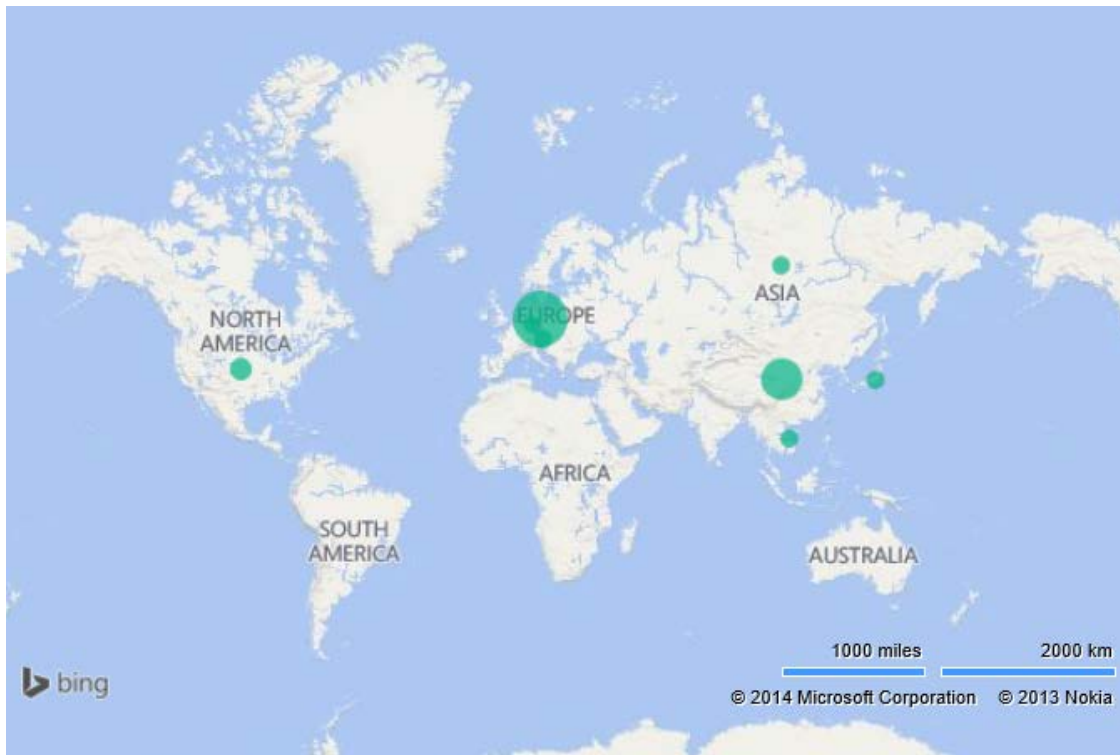 ASIA
EUROPE
NORTH
AMERICA
AFRICA
SOUTH
AMERICA
AUSTRALIA
1000 miles 2000 km
bing
© 2014 Microsoft Corporation © 2013 Nokia